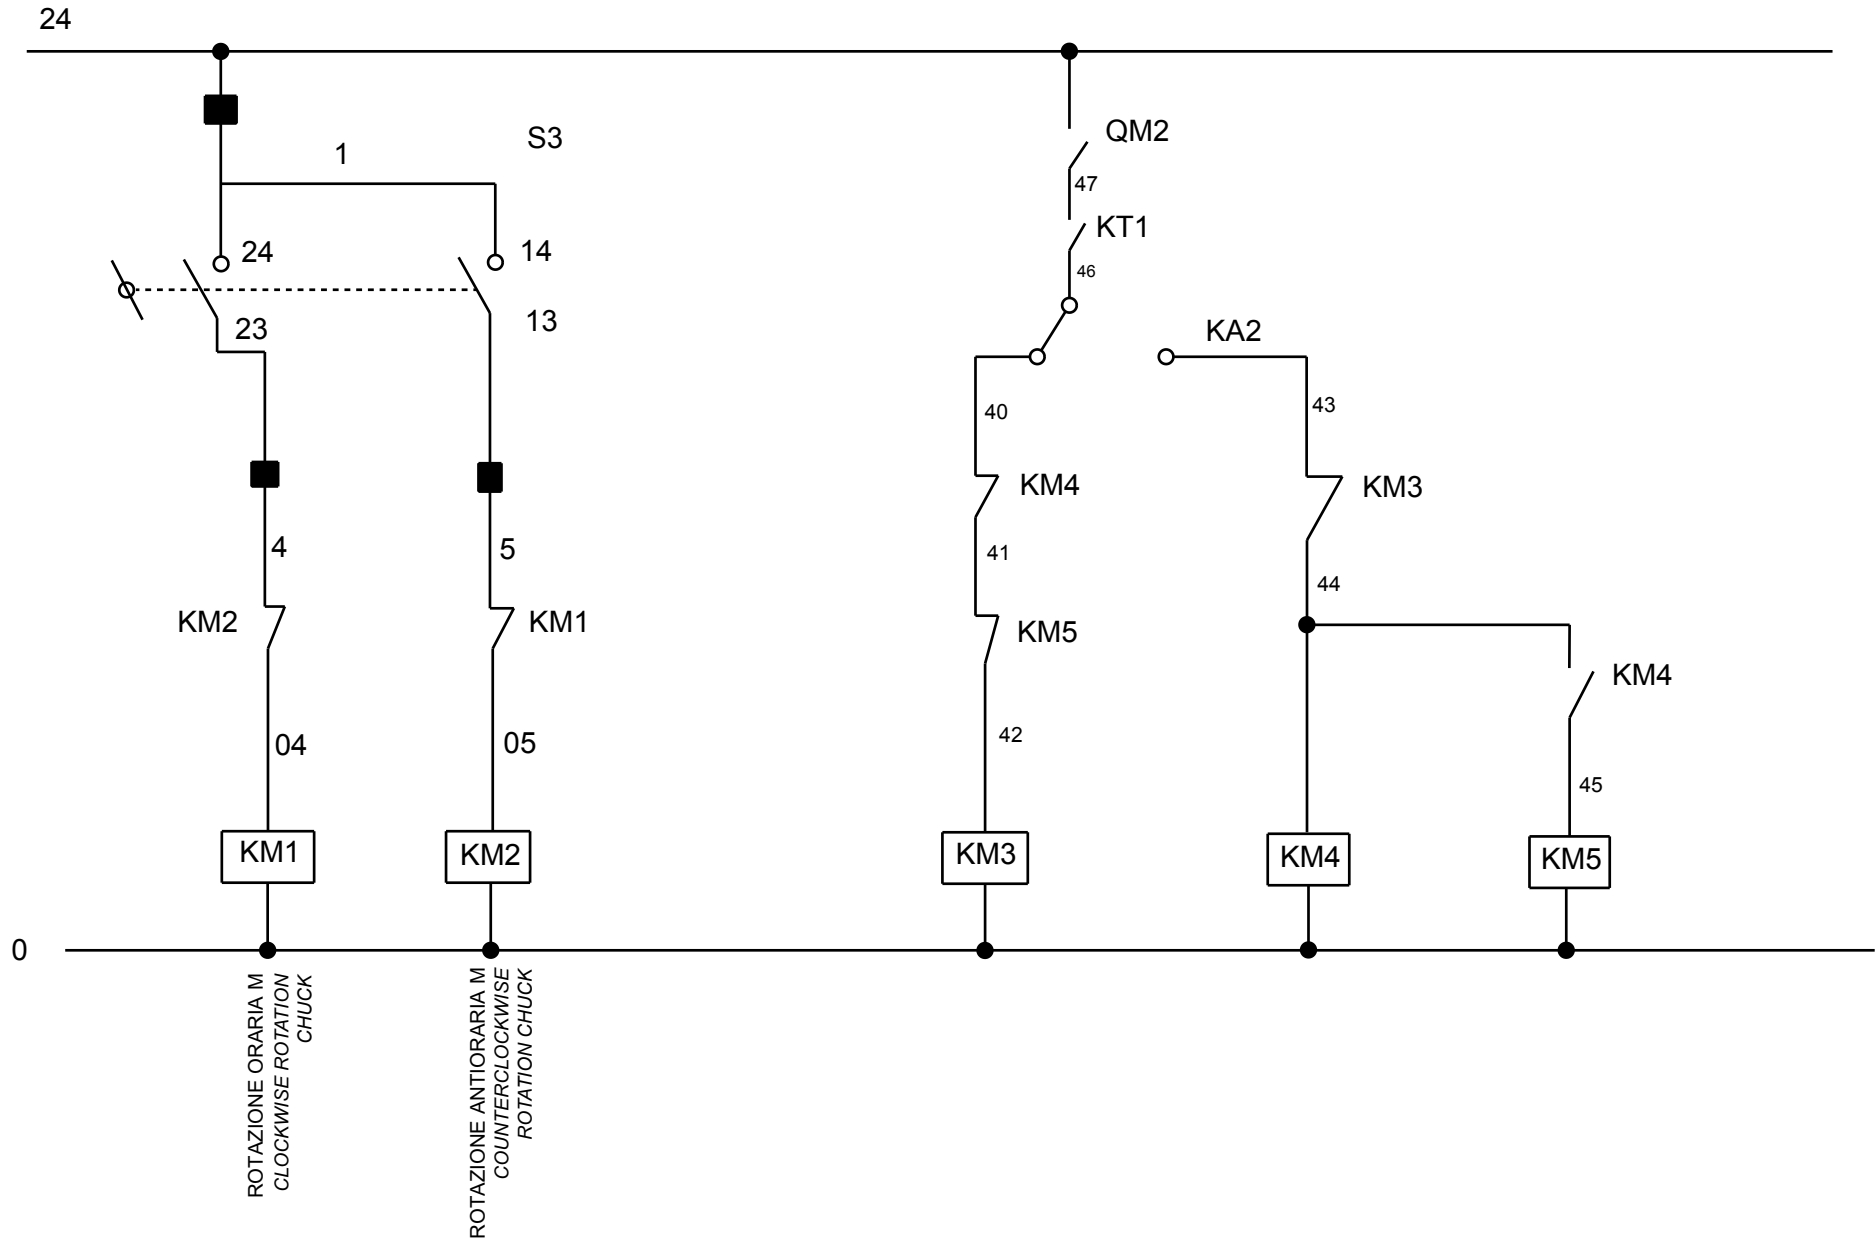 24
S3
1
QM2
47
KT1
46
24
14
23
13
KA2
40
43
KM4
KM3
4
5
41
44
KM2
KM1
KM5
KM4
04
05
42
45
KM1
KM2
KM3
KM4
KM5
0
ROTAZIONE ORARIA M
CLOCKWISE ROTATION
CHUCK
ROTAZIONE ANTIORARIA M
COUNTERCLOCKWISE
ROTATION CHUCK